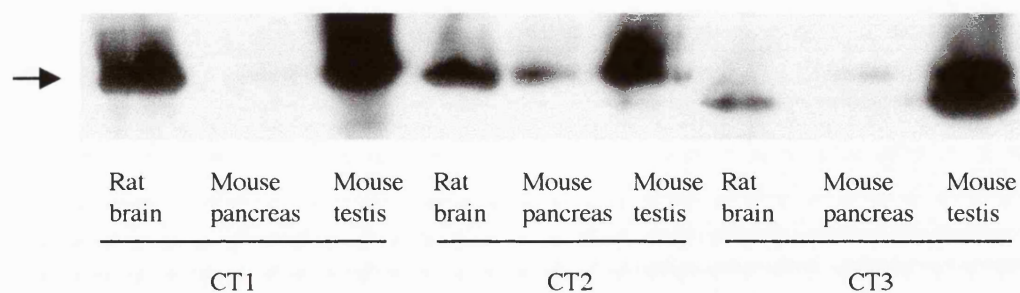 Rat Mouse Mouse Rat Mouse Mouse Rat Mouse Mouse
brain pancreas testis brain pancreas testis brain pancreas testis
CT1 CT2 CT3